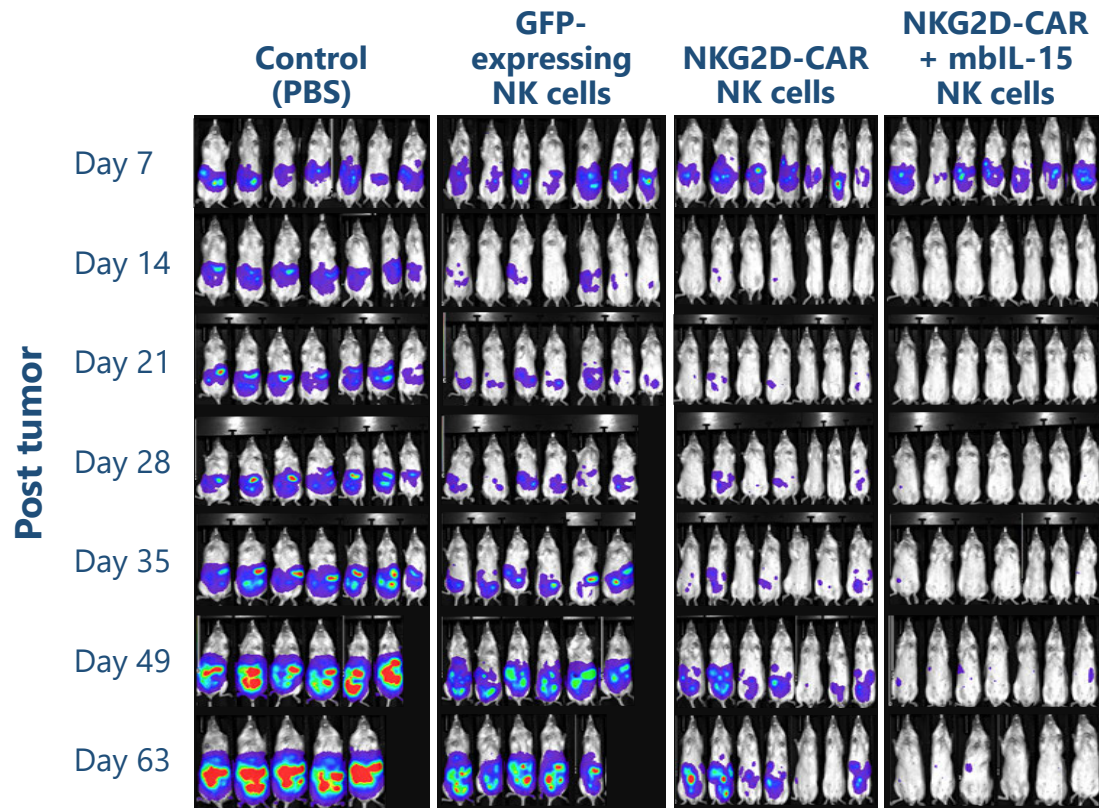 Control
(PBS)
GFP-
expressing
NK cells
NKG2D-CAR
NK cells
NKG2D-CAR
+ mbIL-15
NK cells
Post tumor
Day 7
Day 14
Day 21
Day 28
Day 35
Day 49
Day 63